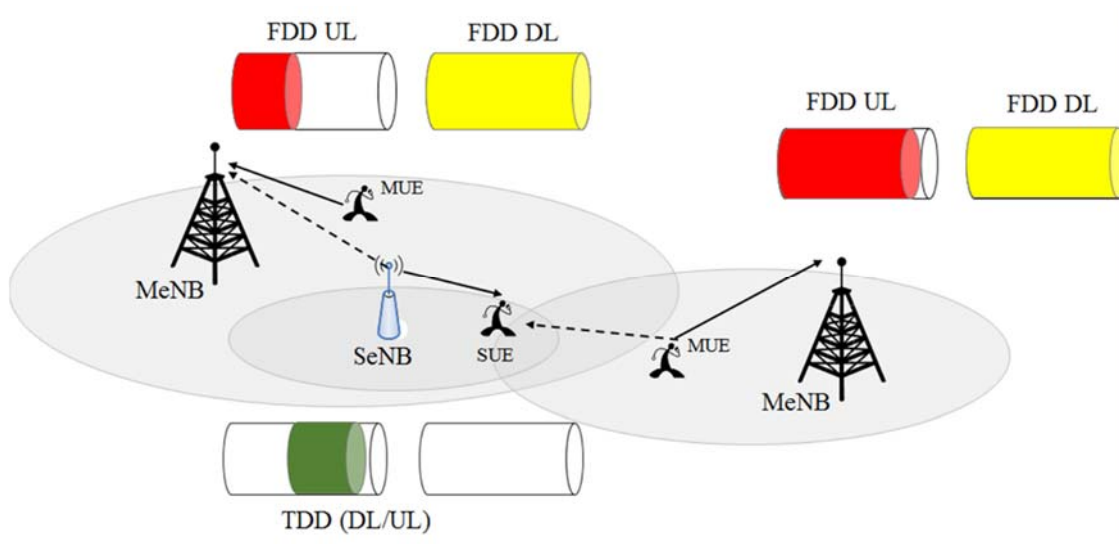 FDD UL
FDD DL
FDD UL
FDD DL
MUE
MeNB
SeNB
SUE
MUE
MeNB
TDD (DL/UL)